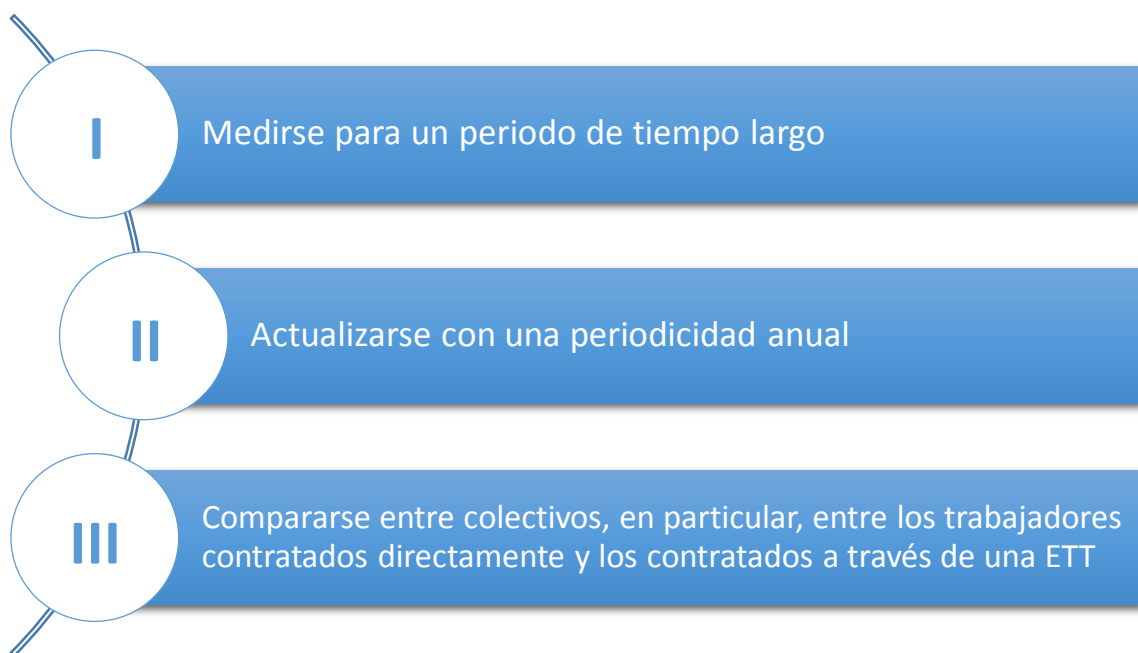 I
Medirse para un periodo de tiempo largo
II
Actualizarse con una periodicidad anual
III
Compararse entre colectivos, en particular, entre los trabajadores
contratados directamente y los contratados a través de una ETT